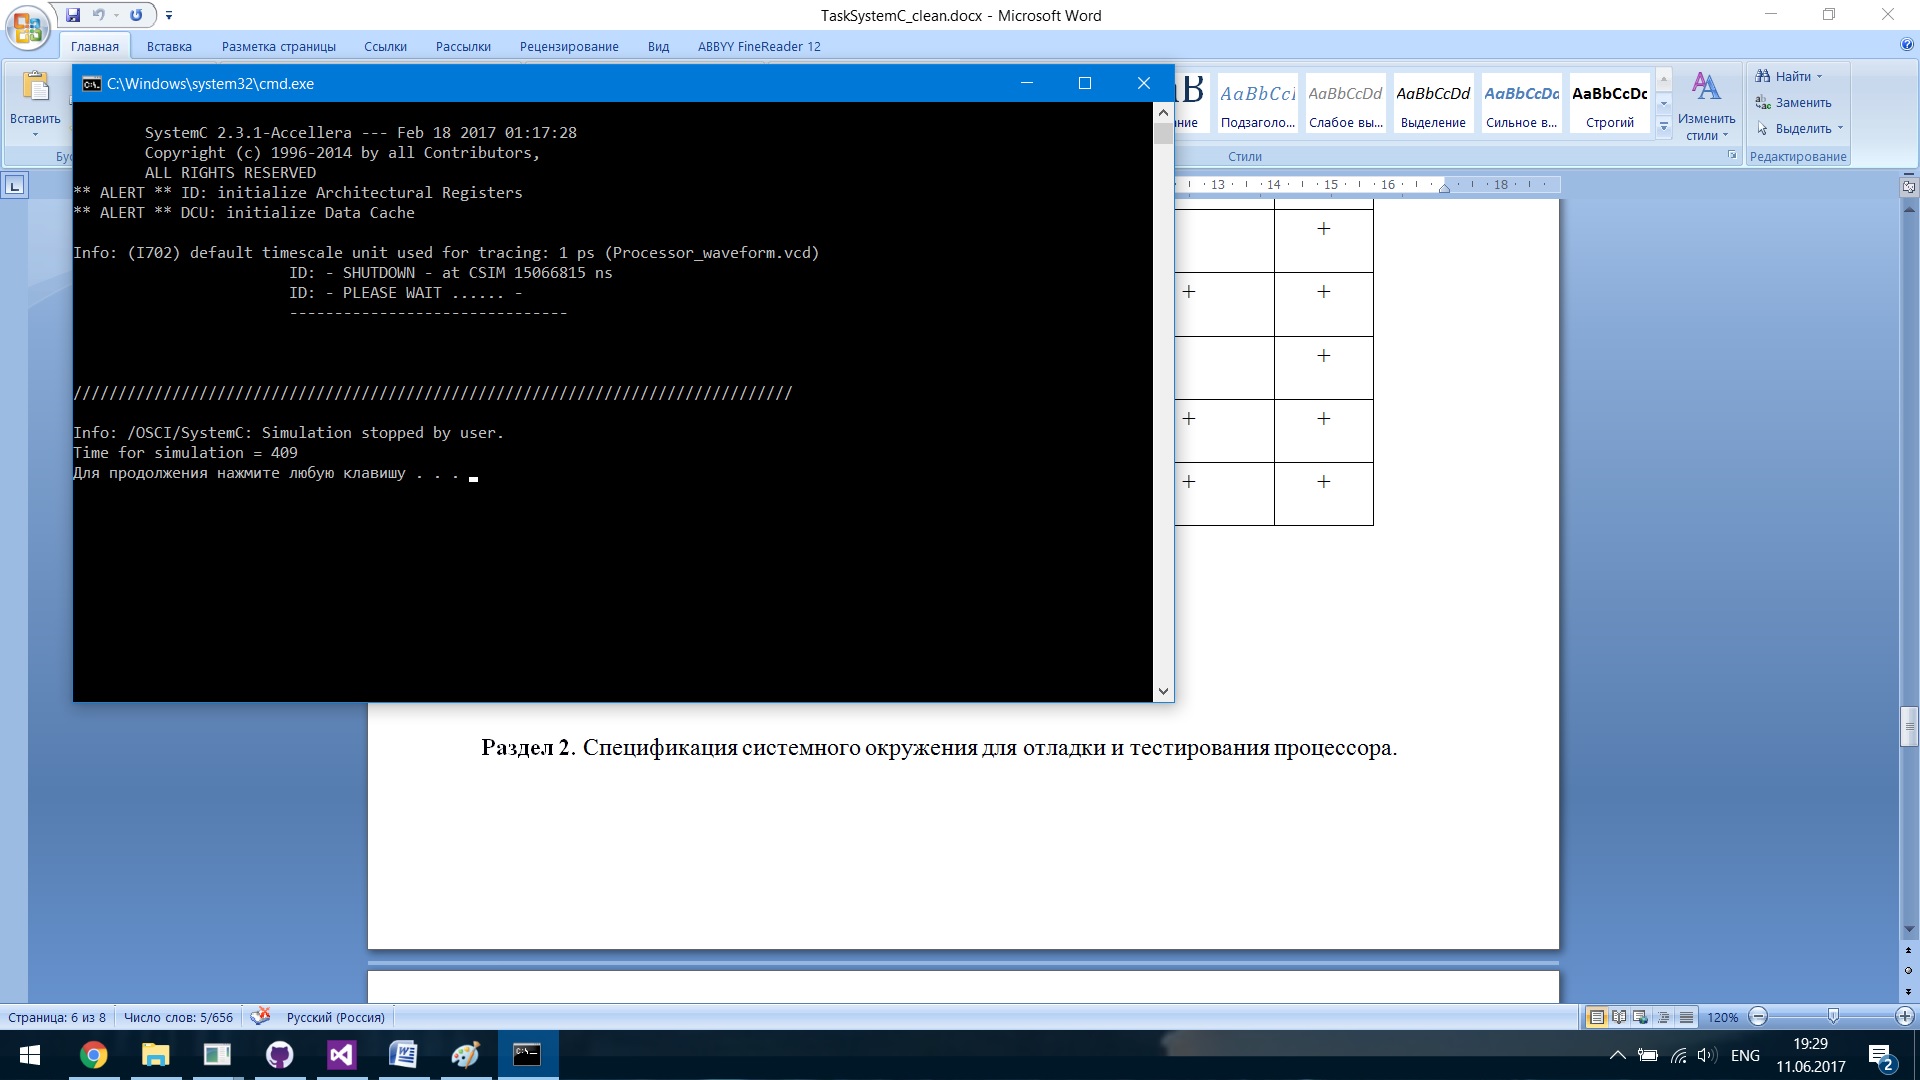 TaskSystemC_clean.docx - Microsoft Word
Главная Вставка Разметка страницы Ссылки Рассылки Рецензирование Вид ABBYY FineReader 12
C:\Windows\system32\cmd.exe
Вставить
АаBbCcI АаBbCcDd АаBbCcDd АаBbCcDd АаBbCcDd
ние Подзаголо... Слабое вы... Выделение Сильное в... Строгий
Изменить стили
Найти
Заменить
Выделить
Бус
Стили
Редактирование
13 14 15 16 18
SystemC 2.3.1-Accellera --- Feb 18 2017 01:17:28
Copyright (c) 1996-2014 by all Contributors,
ALL RIGHTS RESERVED
** ALERT ** ID: initialize Architectural Registers
** ALERT ** DCU: initialize Data Cache
Info: (I702) default timescale unit used for tracing: 1 ps (Processor_waveform.vcd)
ID: - SHUTDOWN - at CSIM 15066815 ns
ID: - PLEASE WAIT ...... -
-------------------------------
////////////////////////////////////////////////////////////////////////////////
Info: /OSCI/SystemC: Simulation stopped by user.
Time for simulation = 409
Для продолжения нажмите любую клавишу . . .
+
+ +
+
+ +
+ +
Раздел 2. Спецификация системного окружения для отладки и тестирования процессора.
Страница: 6 из 8 Число слов: 5/656 Русский (Россия) 120%
ENG
19:29
11.06.2017
2